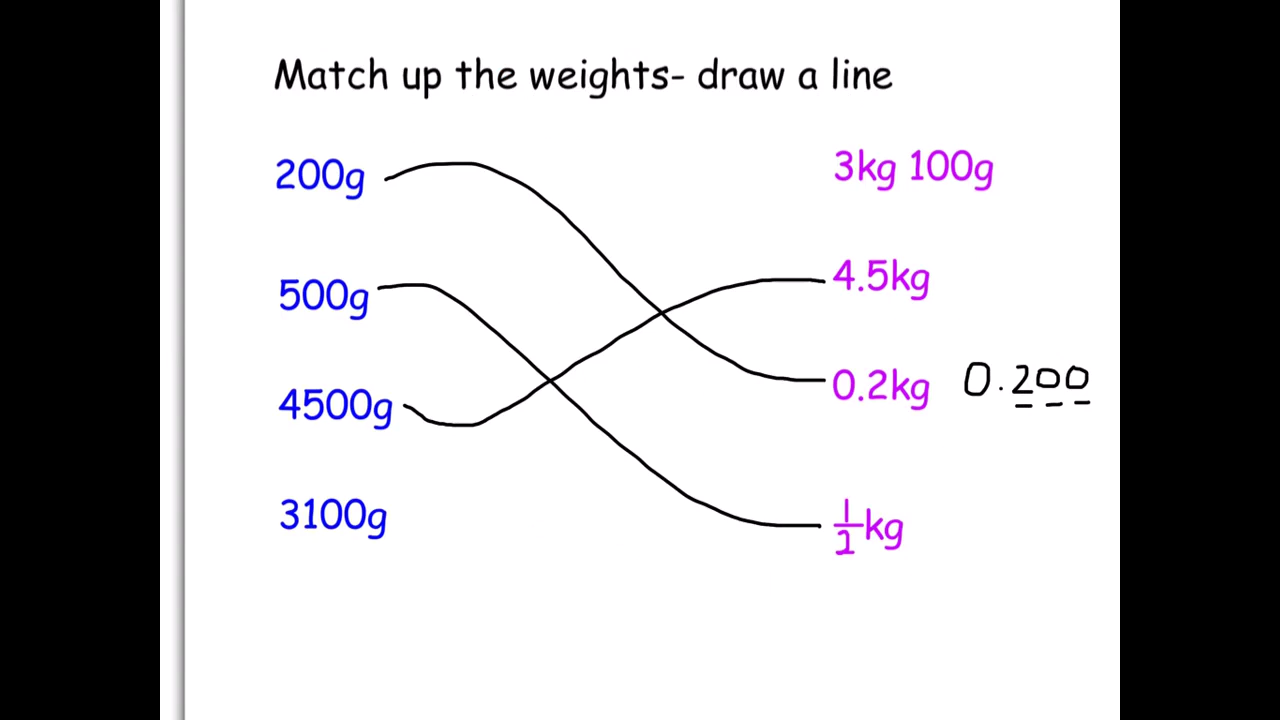 Match up the weights- draw a line
200g 3kg 100g
500g 4.5kg
4500g 0.2kg 0.200
3100g ½kg